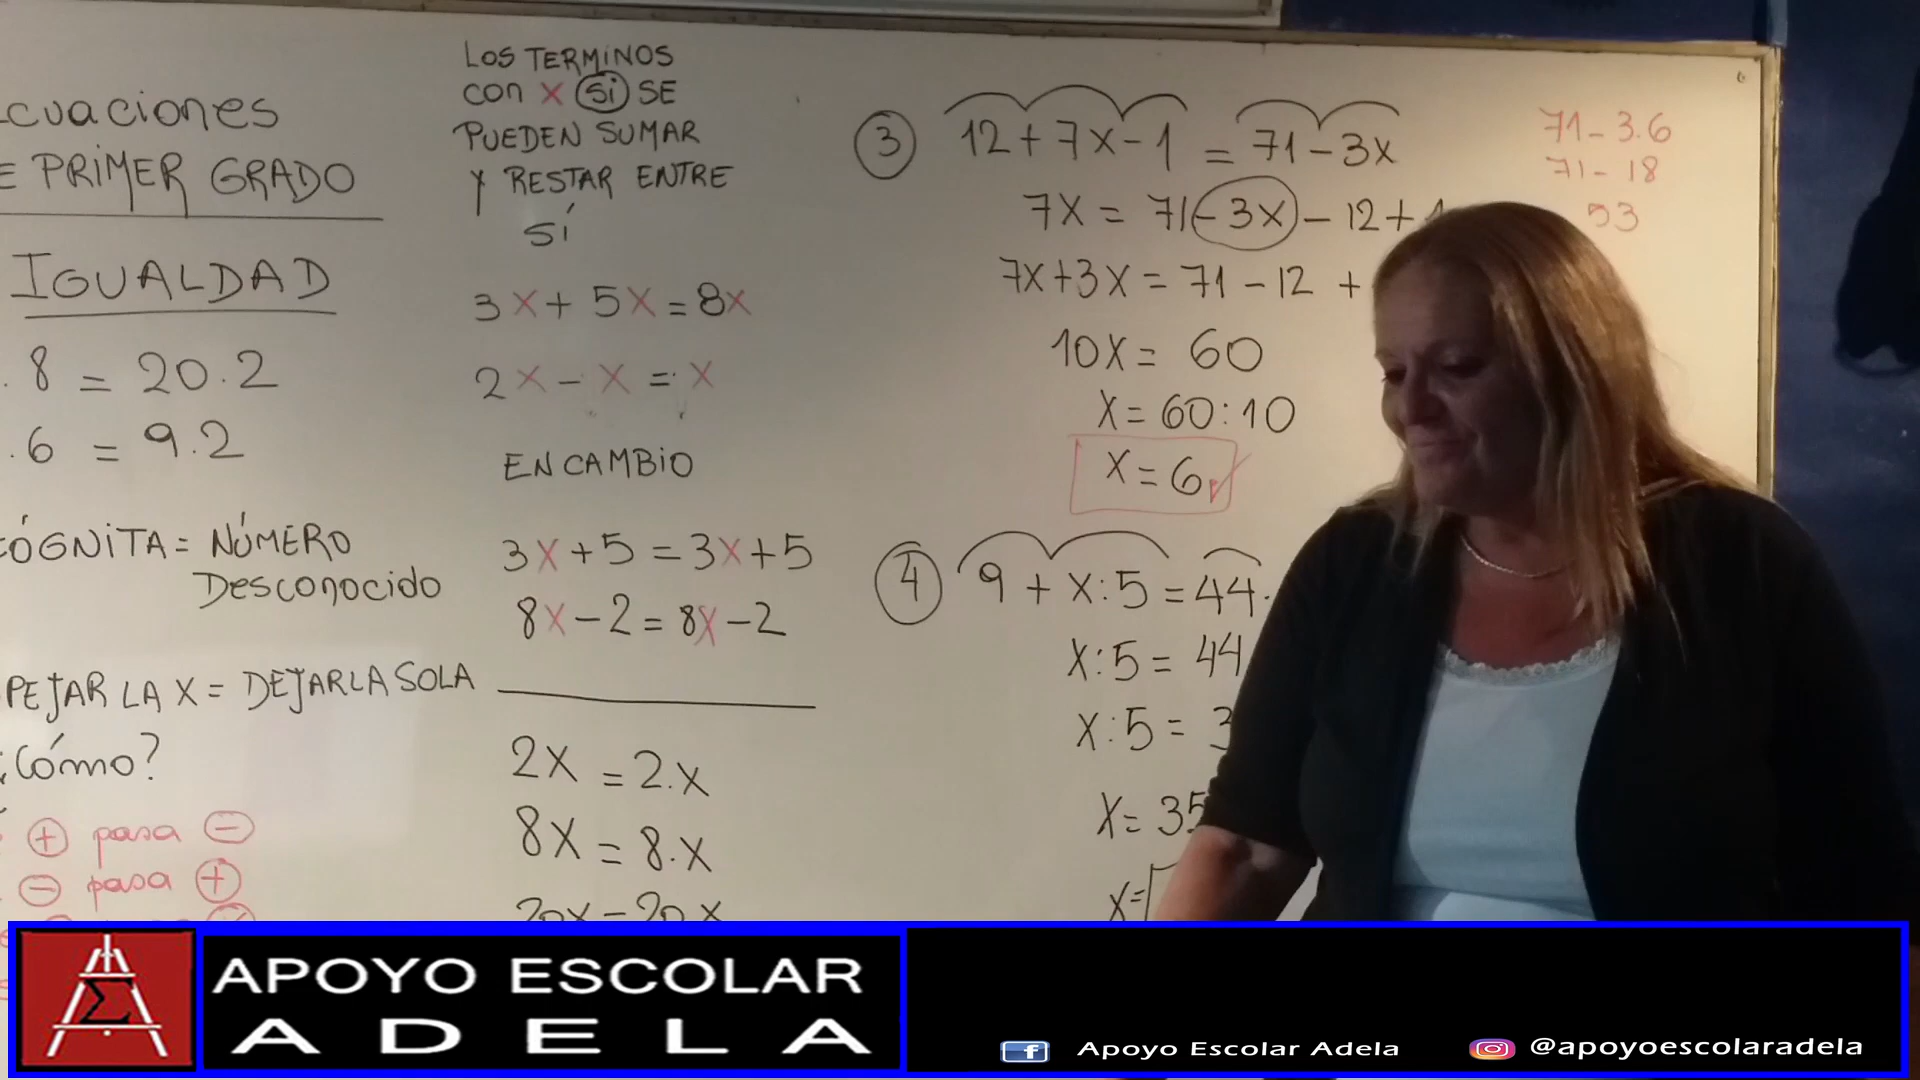 PRIMER GRADO
IGUALDAD
. 8 = 20.2
. 6 = 9.2
NÚMERO
Desconocido
LA X = DEJARLA SOLA
¿Cómo?
⊕ pasa ⊖
⊖ pasa ⊕
LOS TERMINOS
con x si SE
PUEDEN SUMAR
Y RESTAR ENTRE
SÍ
3x + 5x = 8x
2x - x = x
EN CAMBIO
3x + 5 = 3x + 5
8x - 2 = 8x - 2
2x = 2.x
8x = 8.x
20x = 20.x
③ 12 + 7x - 1 = 71 - 3x
7x = 71 - 3x - 12 +
7x + 3x = 71 - 12 +
10x = 60
x = 60:10
x = 6
71 - 3.6
71 - 18
53
④ 9 + x:5 = 44.
x:5 = 44
x:5 = 3
x = 35
x =
APOYO ESCOLAR
ADELA
Apoyo Escolar Adela
@apoyoescolaradela